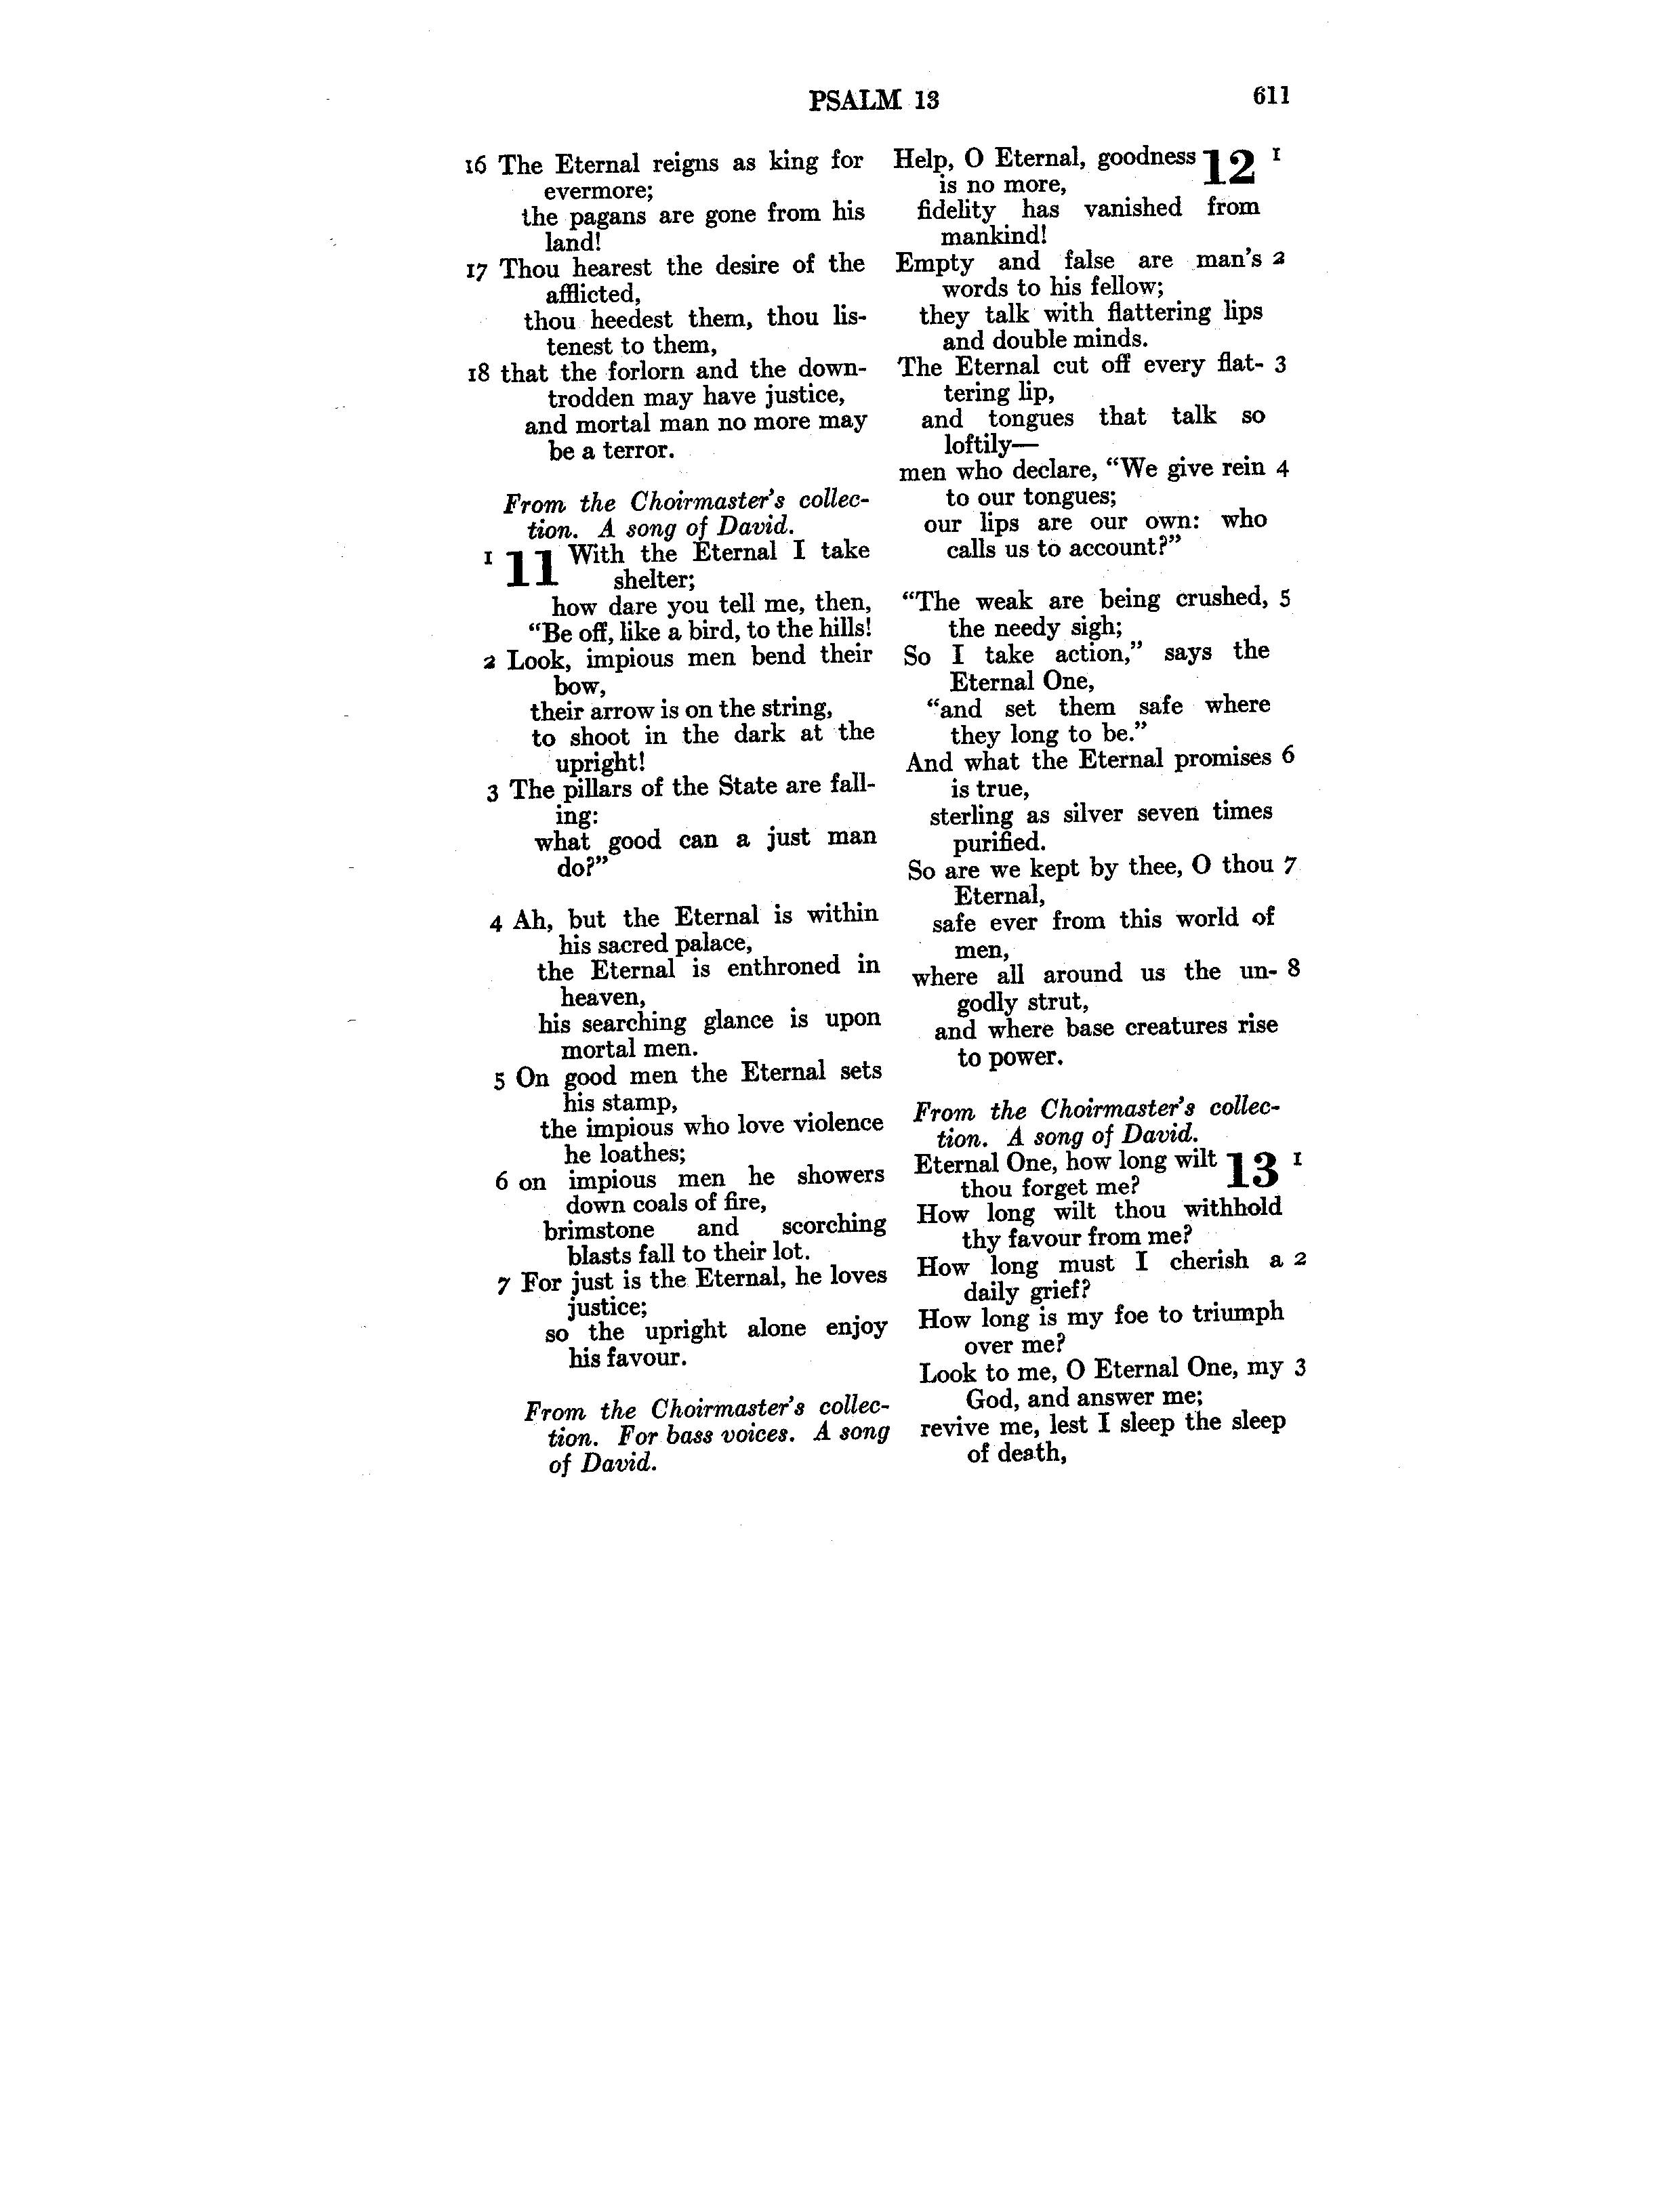 PSALM 13
611
16 The Eternal reigns as king for
evermore;
the pagans are gone from his
land!
17 Thou hearest the desire of the
afflicted,
thou heedest them, thou lis-
tenest to them,
18 that the forlorn and the down-
trodden may have justice,
and mortal man no more may
be a terror.
From the Choirmaster's collec-
tion. A song of David.
1 11 With the Eternal I take
shelter;
how dare you tell me, then,
“Be off, like a bird, to the hills!
2 Look, impious men bend their
bow,
their arrow is on the string,
to shoot in the dark at the
upright!
3 The pillars of the State are fall-
ing:
what good can a just man
do?”
4 Ah, but the Eternal is within
his sacred palace,
the Eternal is enthroned in
heaven,
his searching glance is upon
mortal men.
5 On good men the Eternal sets
his stamp,
the impious who love violence
he loathes;
6 on impious men he showers
down coals of fire,
brimstone and scorching
blasts fall to their lot.
7 For just is the Eternal, he loves
justice;
so the upright alone enjoy
his favour.
From the Choirmaster's collec-
tion. For bass voices. A song
of David.
Help, O Eternal, goodness 12 1
is no more,
fidelity has vanished from
mankind!
Empty and false are man's 2
words to his fellow;
they talk with flattering lips
and double minds.
The Eternal cut off every flat- 3
tering lip,
and tongues that talk so
loftily—
men who declare, “We give rein 4
to our tongues;
our lips are our own: who
calls us to account?”
“The weak are being crushed, 5
the needy sigh;
So I take action,” says the
Eternal One,
“and set them safe where
they long to be.”
And what the Eternal promises 6
is true,
sterling as silver seven times
purified.
So are we kept by thee, O thou 7
Eternal,
safe ever from this world of
men,
where all around us the un- 8
godly strut,
and where base creatures rise
to power.
From the Choirmaster's collec-
tion. A song of David.
Eternal One, how long wilt 13 1
thou forget me?
How long wilt thou withhold
thy favour from me?
How long must I cherish a 2
daily grief?
How long is my foe to triumph
over me?
Look to me, O Eternal One, my 3
God, and answer me;
revive me, lest I sleep the sleep
of death,